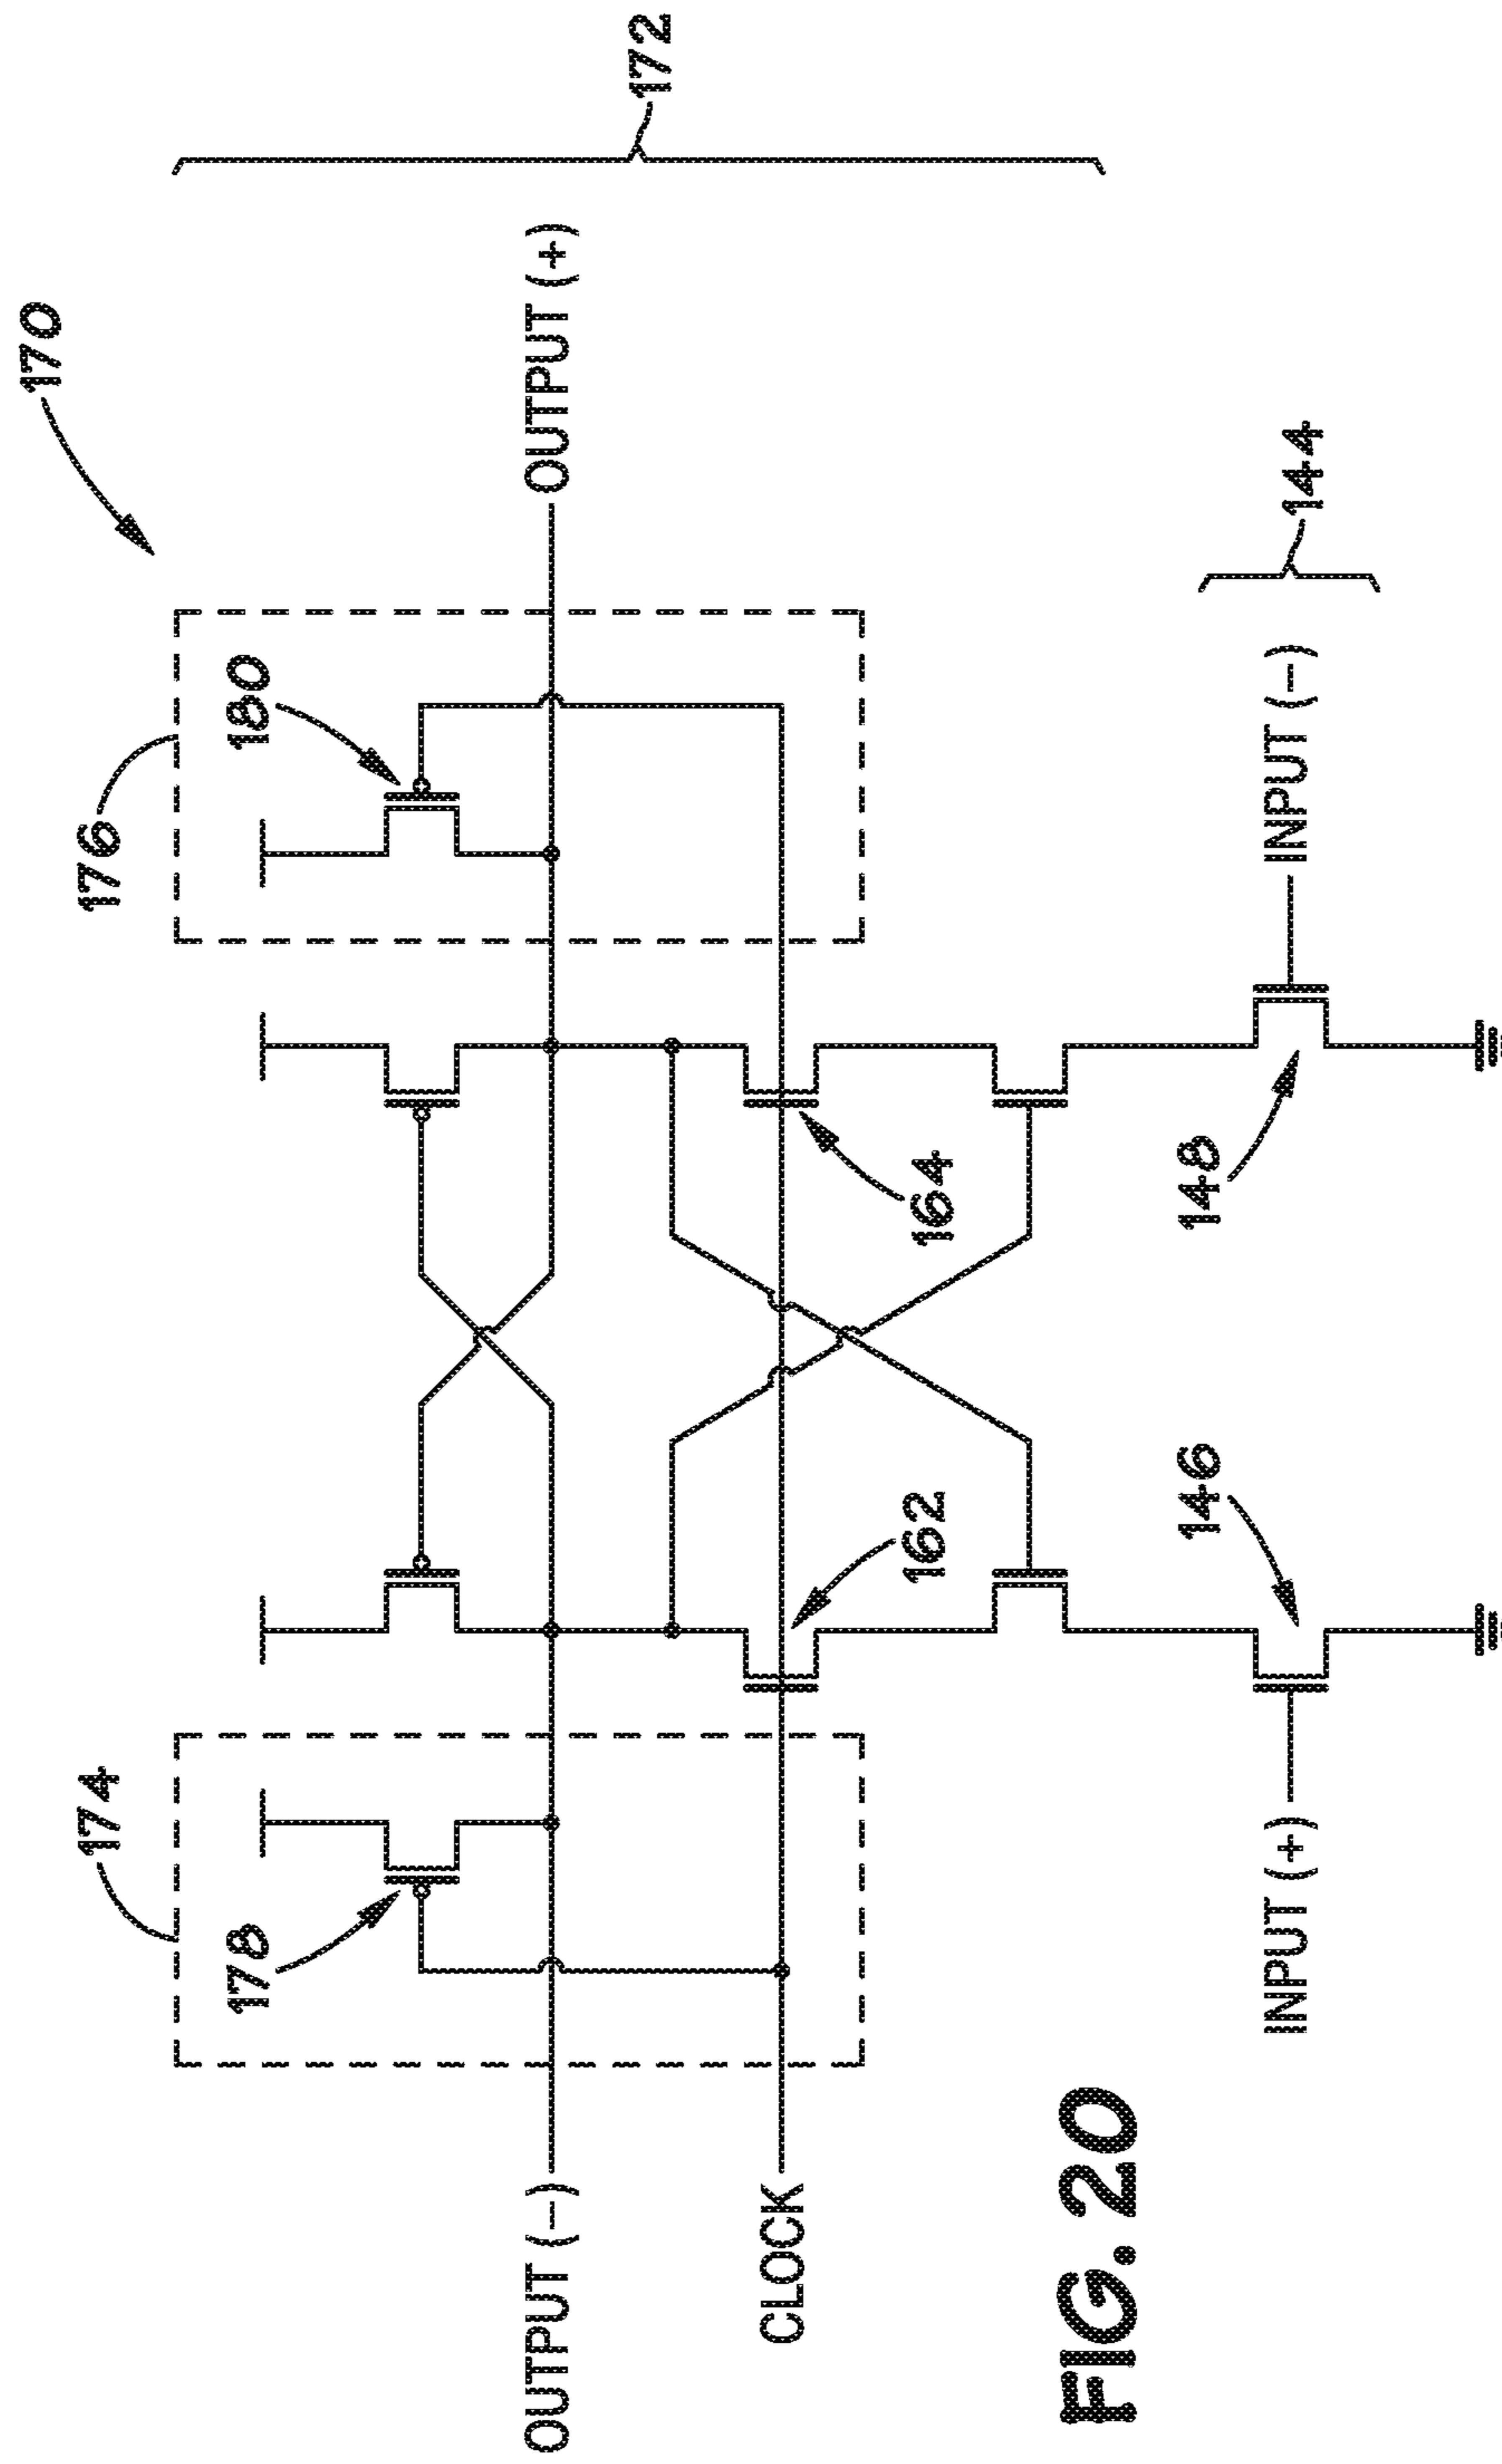 170
172
176
180
174
178
OUTPUT (-)
OUTPUT (+)
CLOCK
162
164
146
148
144
INPUT (+)
INPUT (-)
FIG. 20